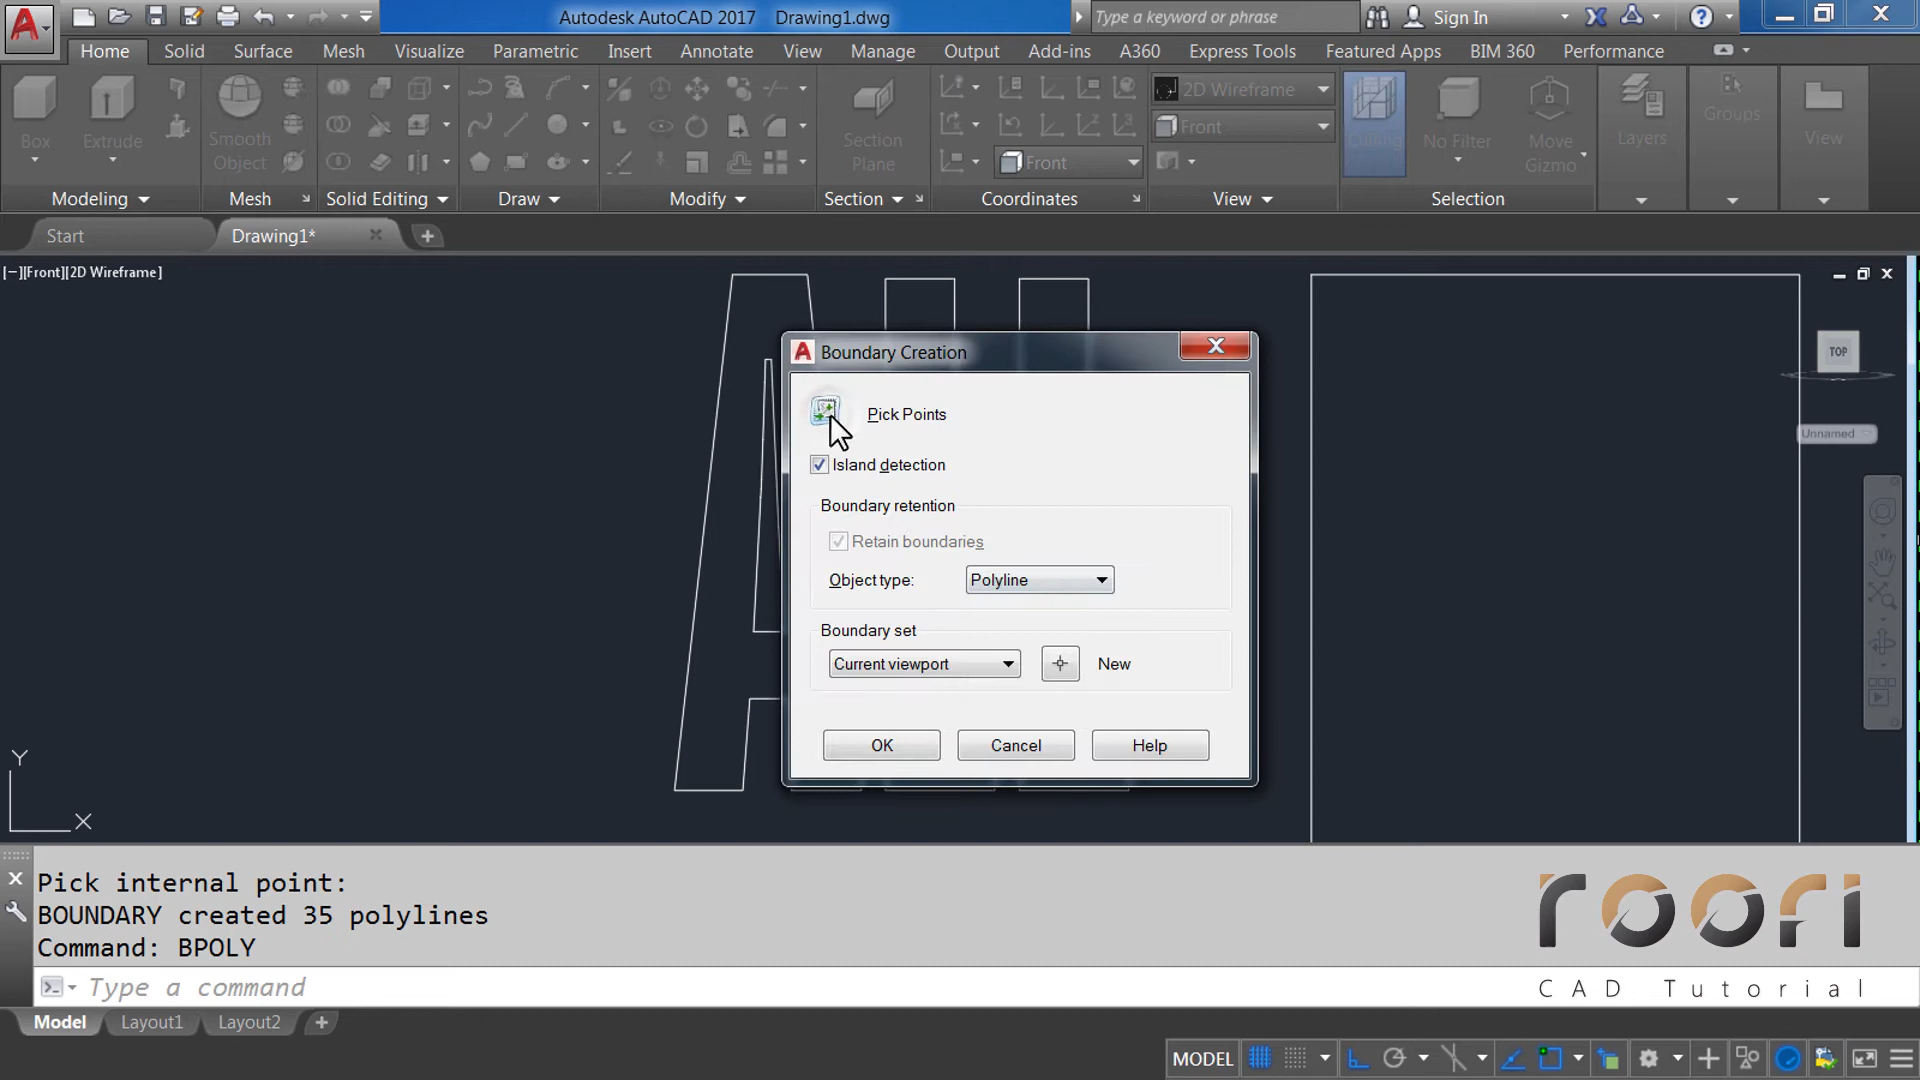 Autodesk AutoCAD 2017 Drawing1.dwg
Type a keyword or phrase
Sign In
Home Solid Surface Mesh Visualize Parametric Insert Annotate View Manage Output Add-ins A360 Express Tools Featured Apps BIM 360 Performance
Box
Extrude
Smooth
Object
Section
Plane
2D Wireframe
Front
Front
Culling
No Filter
Move
Gizmo
Layers
Groups
View
Modeling Mesh Solid Editing Draw Modify Section Coordinates View Selection
Start Drawing1*
[−][Front][2D Wireframe]
TOP
Unnamed
Boundary Creation
Pick Points
Island detection
Boundary retention
Retain boundaries
Object type: Polyline
Boundary set
Current viewport New
OK Cancel Help
Y
X
Pick internal point:
BOUNDARY created 35 polylines
Command: BPOLY
Type a command
roofi
CAD Tutorial
Model Layout1 Layout2
MODEL